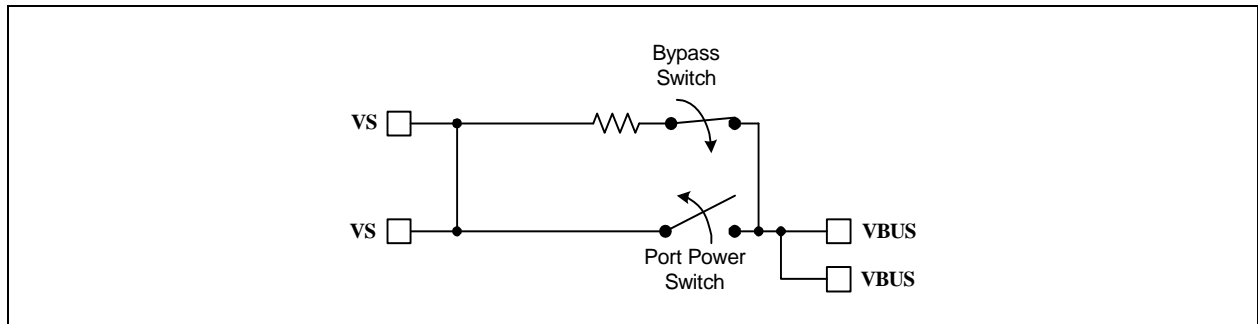 Bypass
Switch
VS
VS
VBUS
Port Power
Switch
VBUS